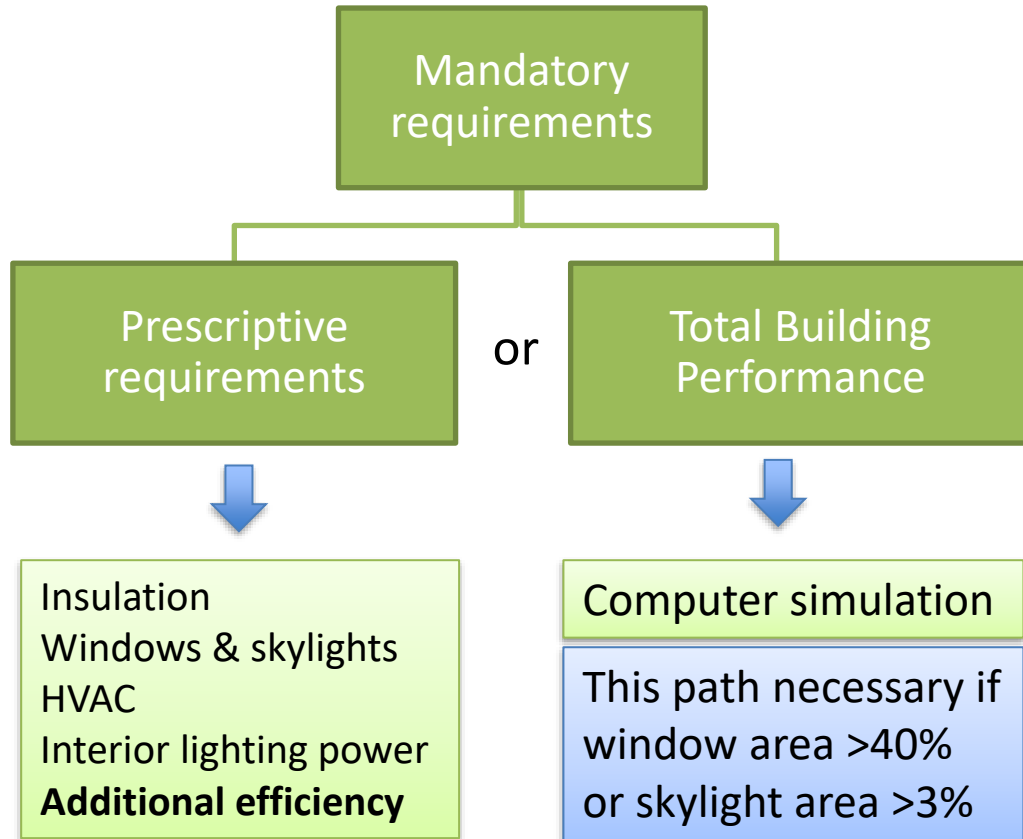 Mandatory
requirements
Prescriptive
requirements
or
Total Building
Performance
Insulation
Windows & skylights
HVAC
Interior lighting power
Additional efficiency
Computer simulation
This path necessary if
window area >40%
or skylight area >3%